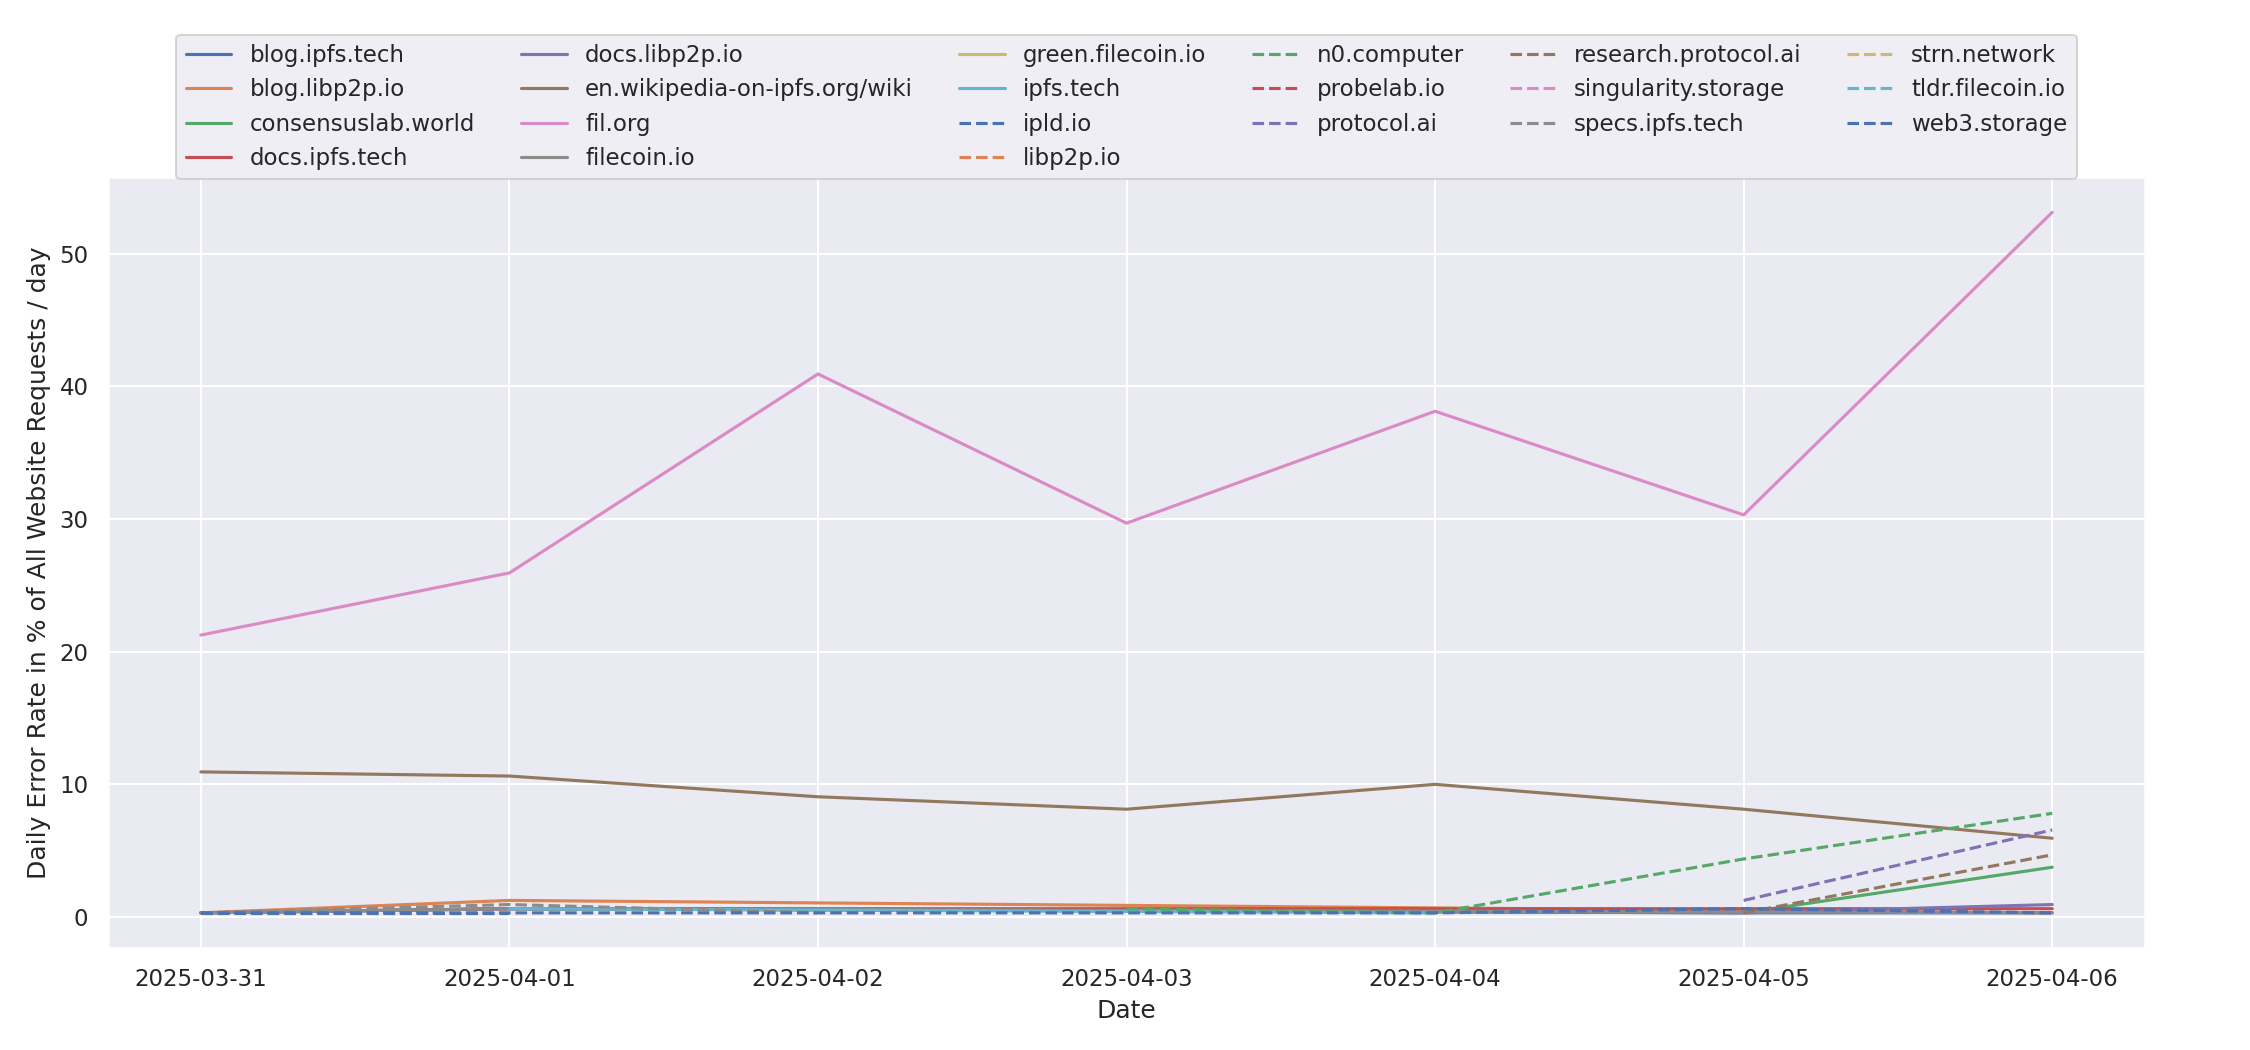 blog.ipfs.tech
blog.libp2p.io
consensuslab.world
docs.ipfs.tech
docs.libp2p.io
en.wikipedia-on-ipfs.org/wiki
fil.org
filecoin.io
green.filecoin.io
ipfs.tech
ipld.io
libp2p.io
n0.computer
probelab.io
protocol.ai
research.protocol.ai
singularity.storage
specs.ipfs.tech
strn.network
tldr.filecoin.io
web3.storage
Daily Error Rate in % of All Website Requests / day
50
40
30
20
10
0
2025-03-31
2025-04-01
2025-04-02
2025-04-03
2025-04-04
2025-04-05
2025-04-06
Date